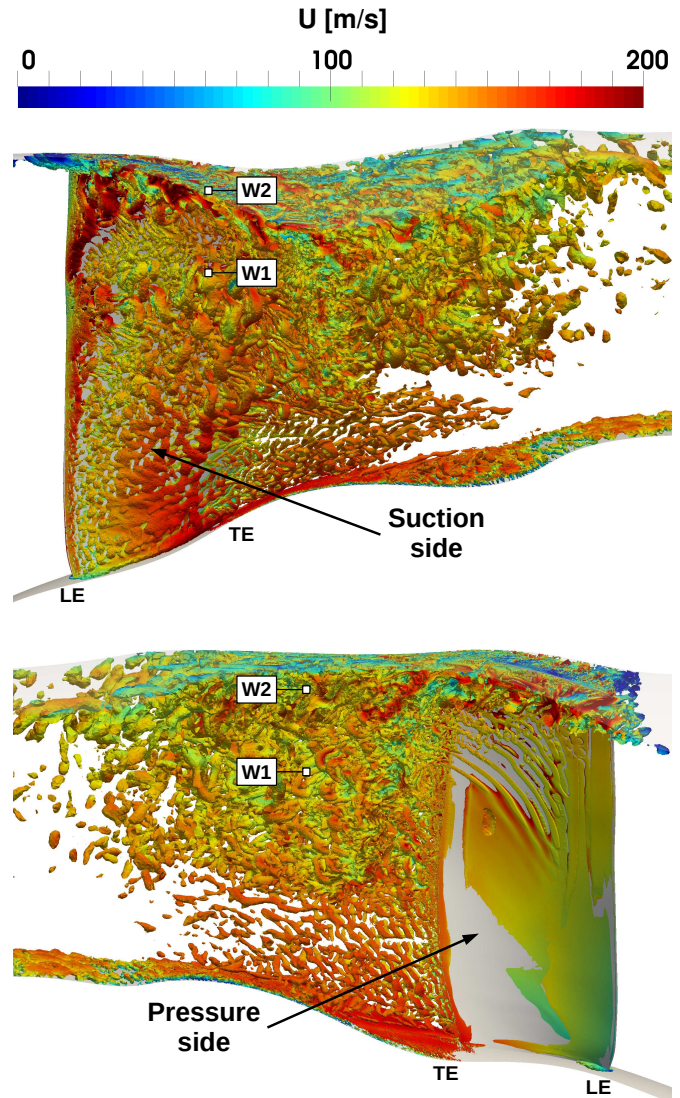 U [m/s]
0 100 200
W2
W1
Suction
side
TE
LE
W2
W1
Pressure
side
TE
LE